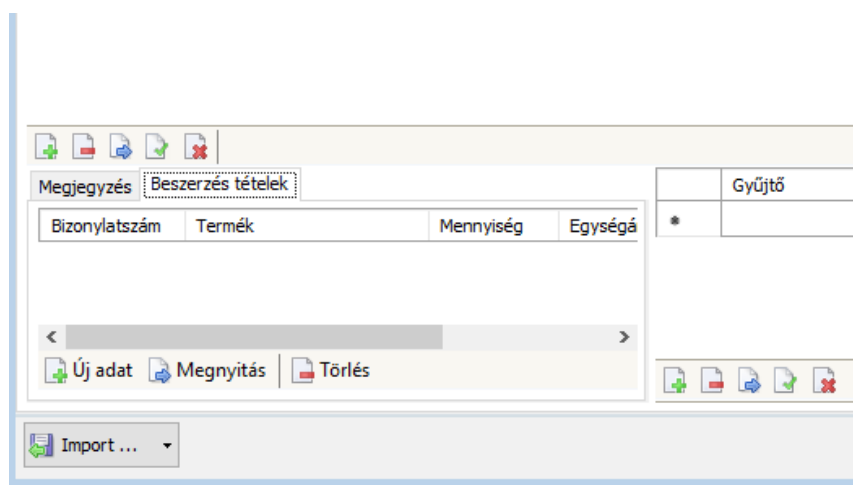 Megjegyzés Beszerzés tételek
Gyűjtő
Bizonylatszám Termék Mennyiség Egységá
*
Új adat Megnyitás Törlés
Import ...